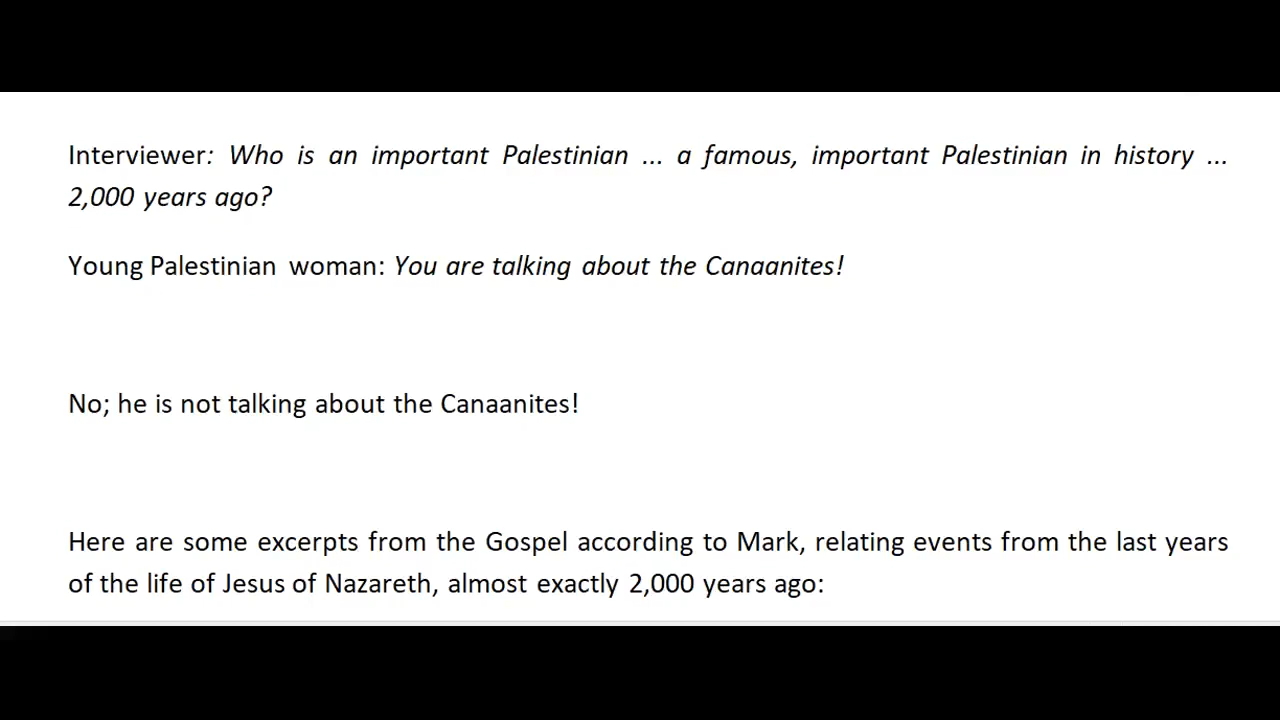 Interviewer: Who is an important Palestinian ... a famous, important Palestinian in history ...
2,000 years ago?
Young Palestinian woman: You are talking about the Canaanites!
No; he is not talking about the Canaanites!
Here are some excerpts from the Gospel according to Mark, relating events from the last years
of the life of Jesus of Nazareth, almost exactly 2,000 years ago: